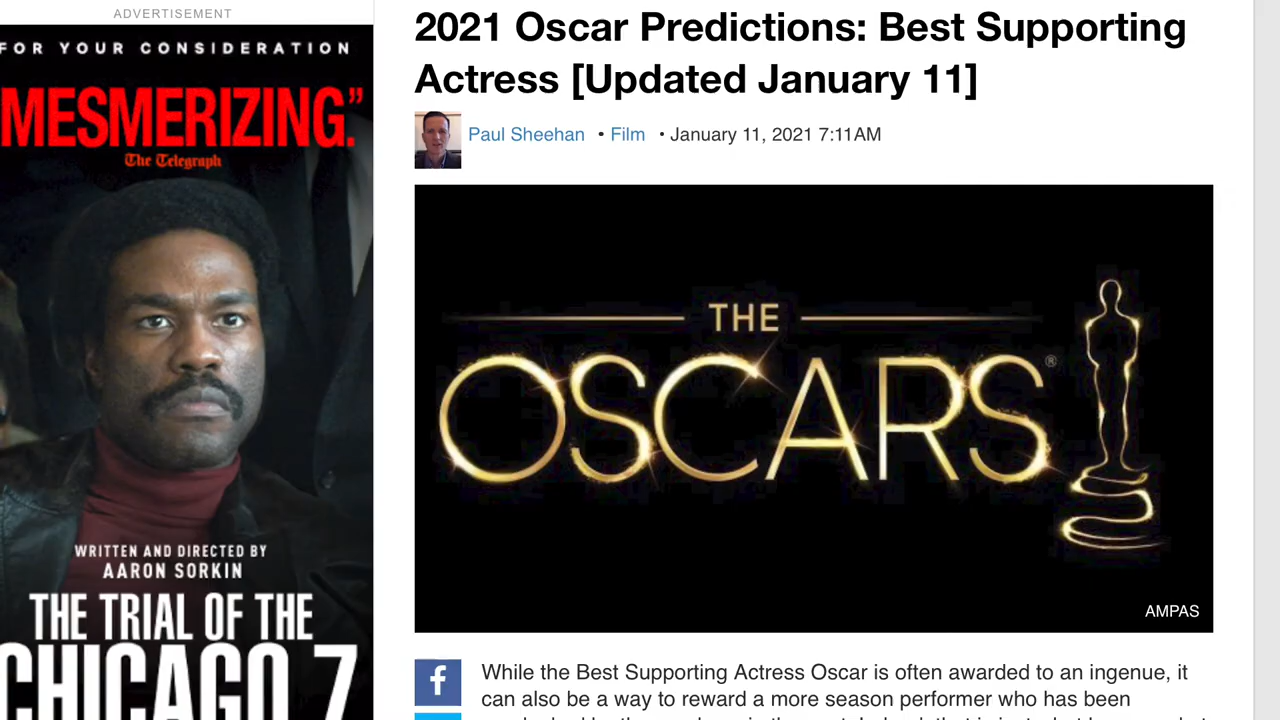 ADVERTISEMENT
FOR YOUR CONSIDERATION
MESMERIZING."
The Telegraph
WRITTEN AND DIRECTED BY
AARON SORKIN
THE TRIAL OF THE
CHICAGO 7
2021 Oscar Predictions: Best Supporting
Actress [Updated January 11]
Paul Sheehan • Film • January 11, 2021 7:11AM
THE
OSCARS®
AMPAS
f
While the Best Supporting Actress Oscar is often awarded to an ingenue, it
can also be a way to reward a more season performer who has been